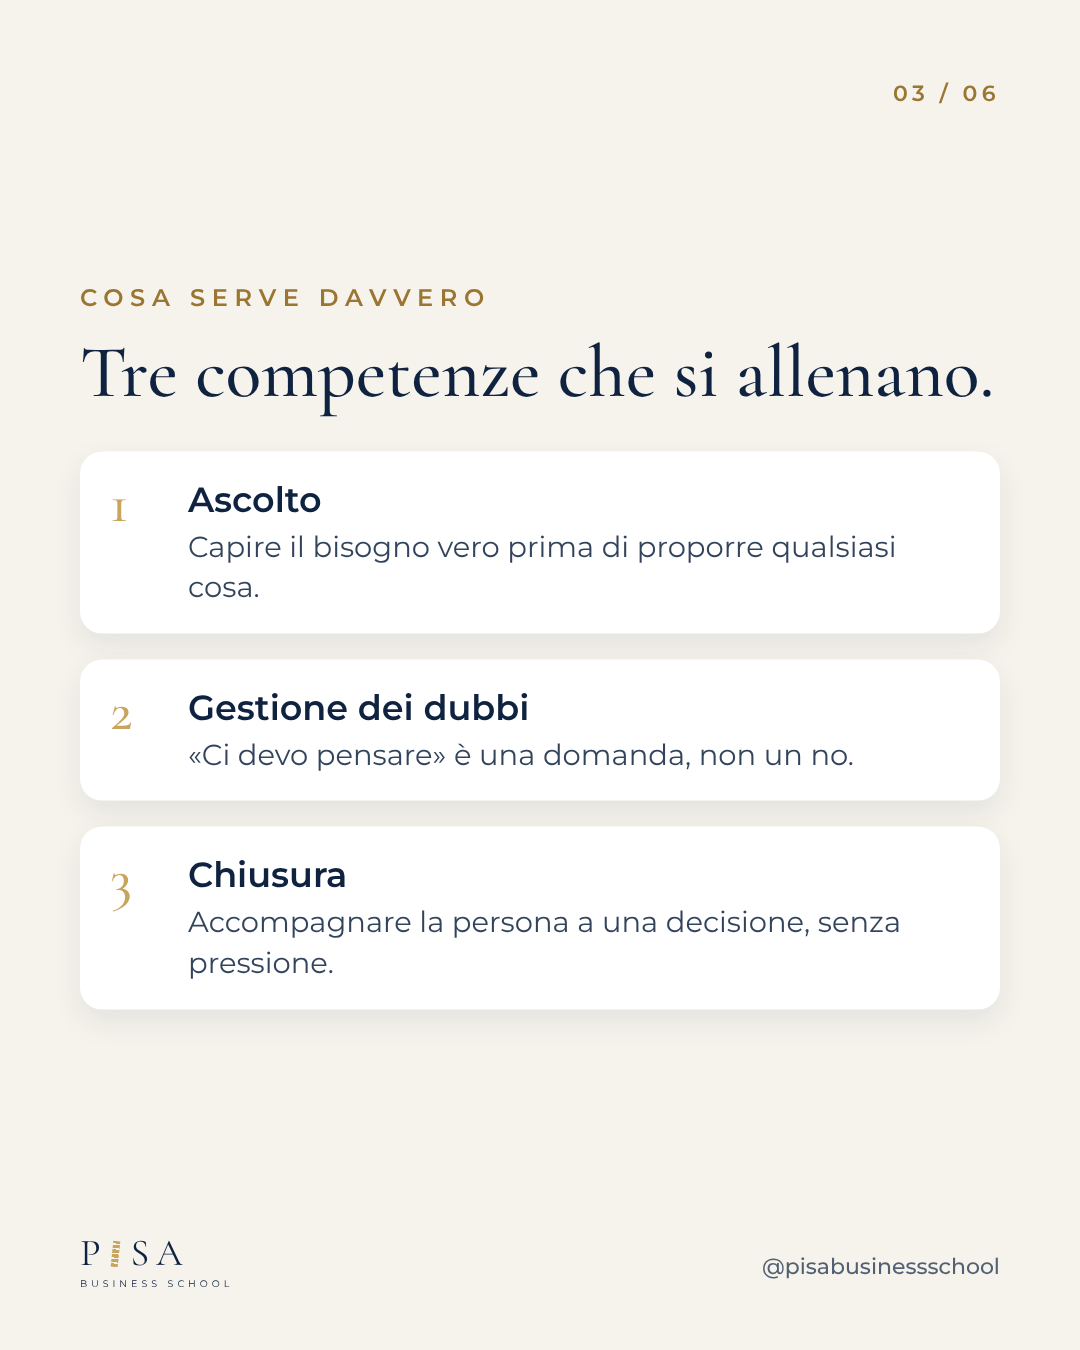 03 / 06
COSA SERVE DAVVERO
Tre competenze che si allenano.
1
Ascolto
Capire il bisogno vero prima di proporre qualsiasi
cosa.
2
Gestione dei dubbi
«Ci devo pensare» è una domanda, non un no.
3
Chiusura
Accompagnare la persona a una decisione, senza
pressione.
PISA
BUSINESS SCHOOL
@pisabusinessschool